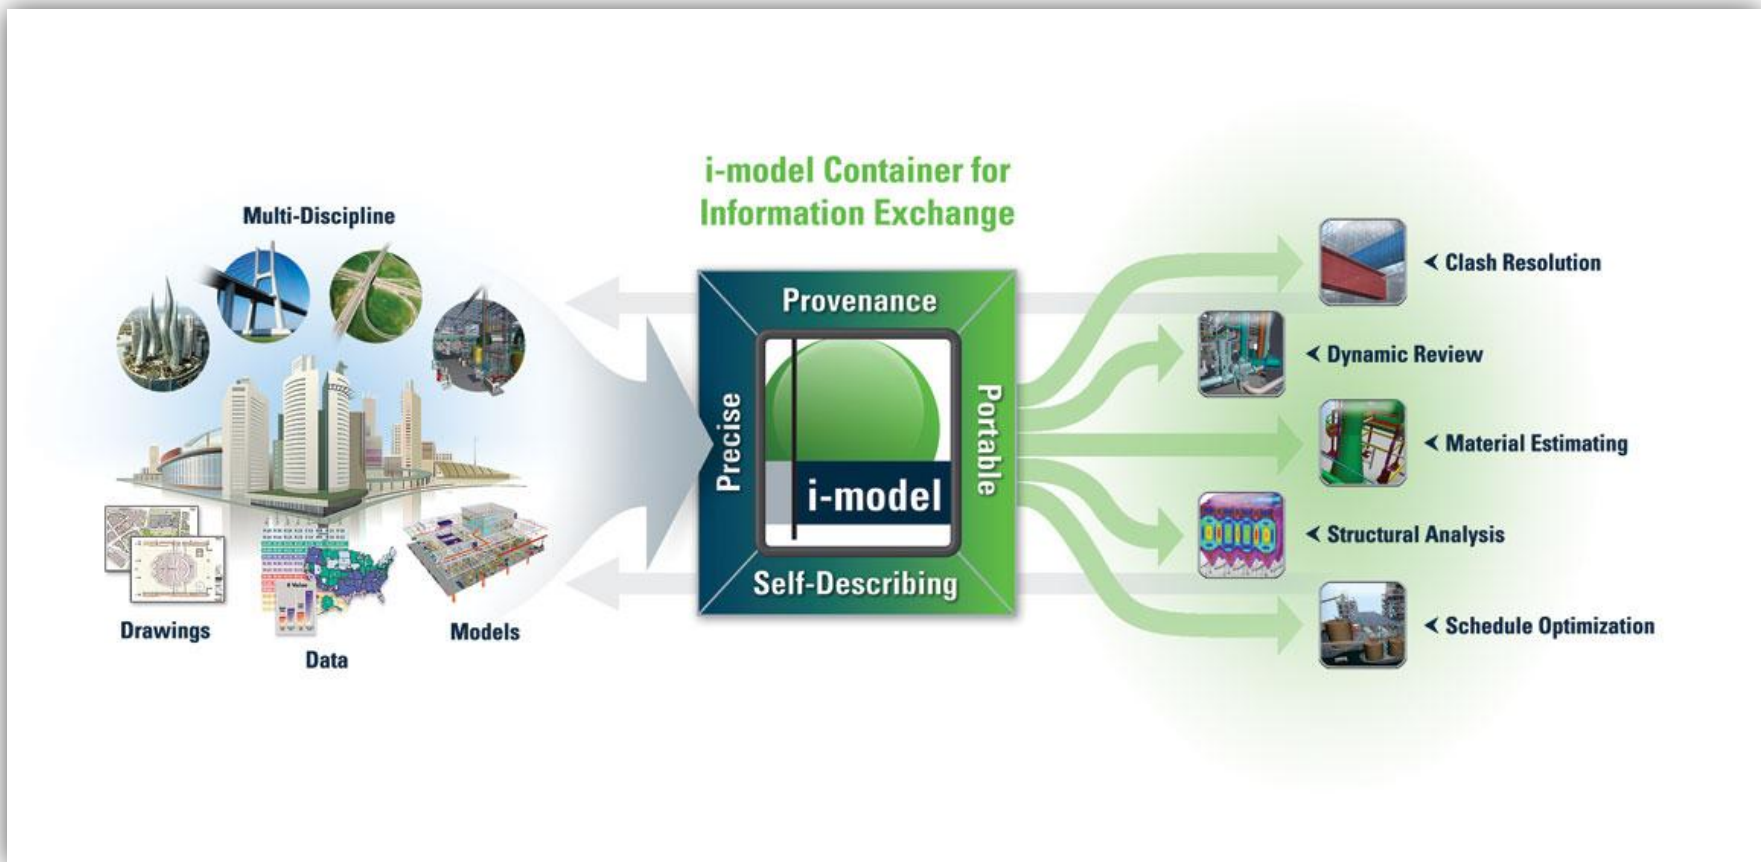 i-model Container for
Information Exchange
Multi-Discipline
Drawings
Data
Models
Provenance
Precise
Portable
i-model
Self-Describing
Clash Resolution
Dynamic Review
Material Estimating
Structural Analysis
Schedule Optimization